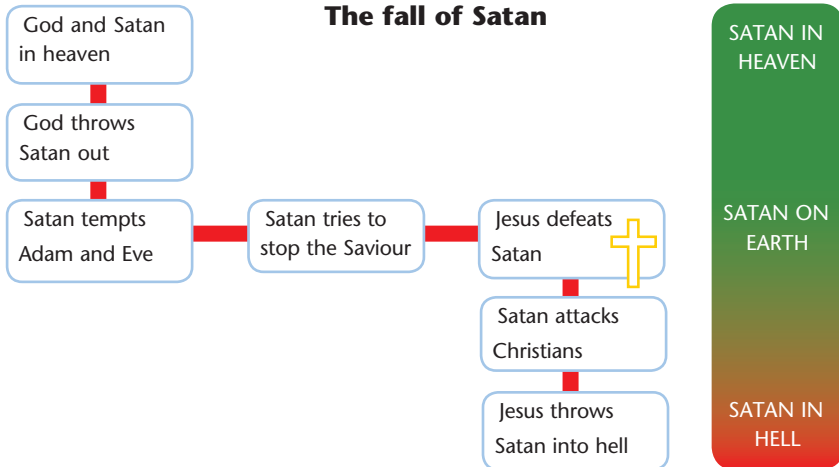 The fall of Satan
God and Satan
in heaven
God throws
Satan out
Satan tempts
Adam and Eve
Satan tries to
stop the Saviour
Jesus defeats
Satan
Satan attacks
Christians
Jesus throws
Satan into hell
SATAN IN
HEAVEN
SATAN ON
EARTH
SATAN IN
HELL